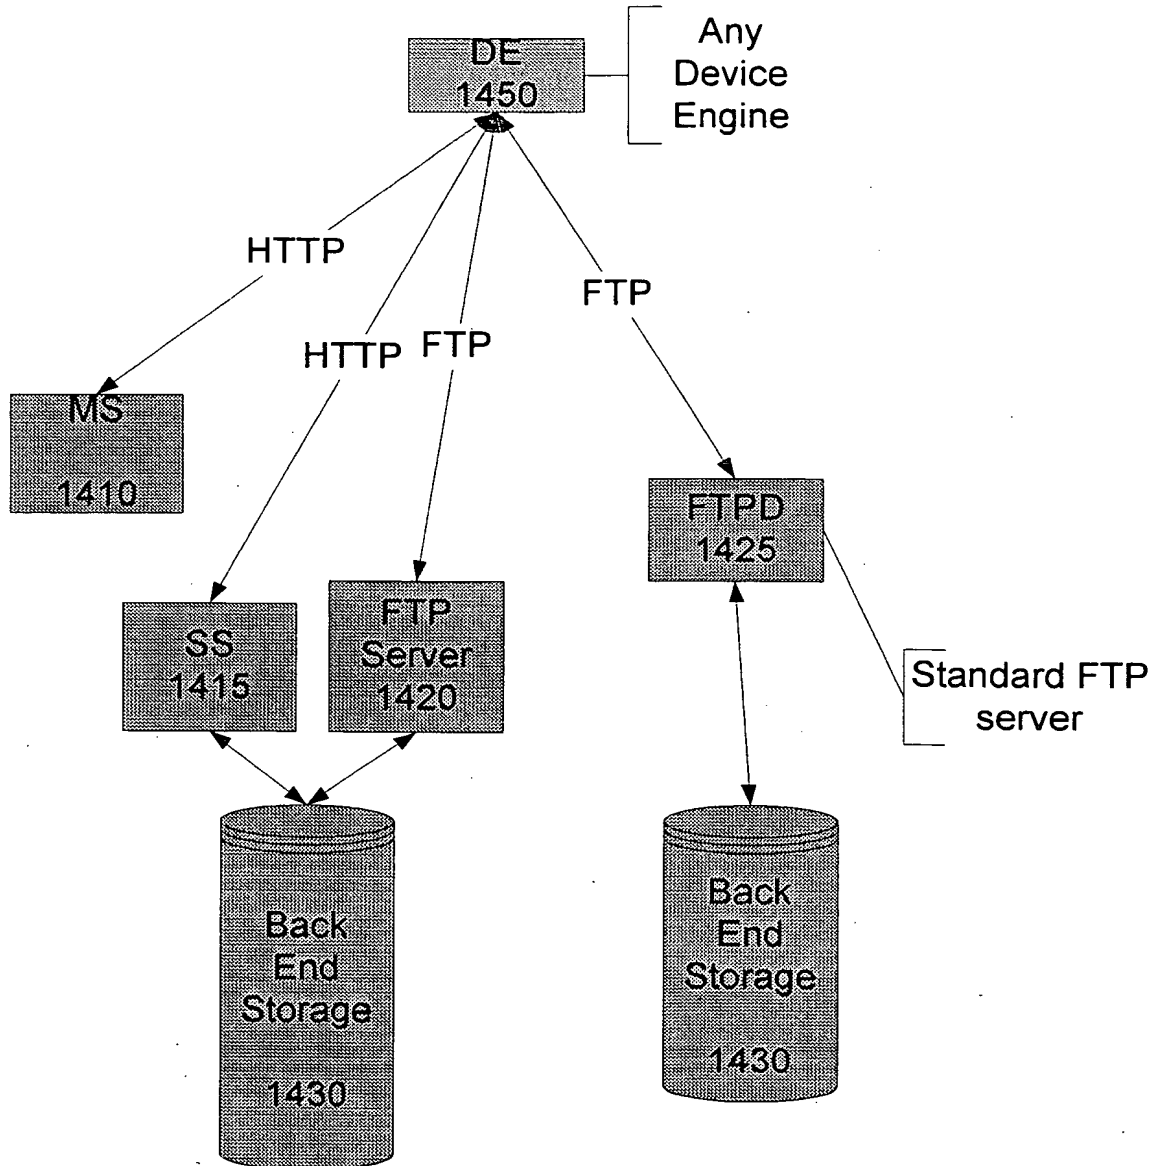 DE
1450
Any
Device
Engine
HTTP
FTP
HTTP
FTP
MS
1410
FTPD
1425
SS
1415
FTP
Server
1420
Standard FTP
server
Back
End
Storage
1430
Back
End
Storage
1430